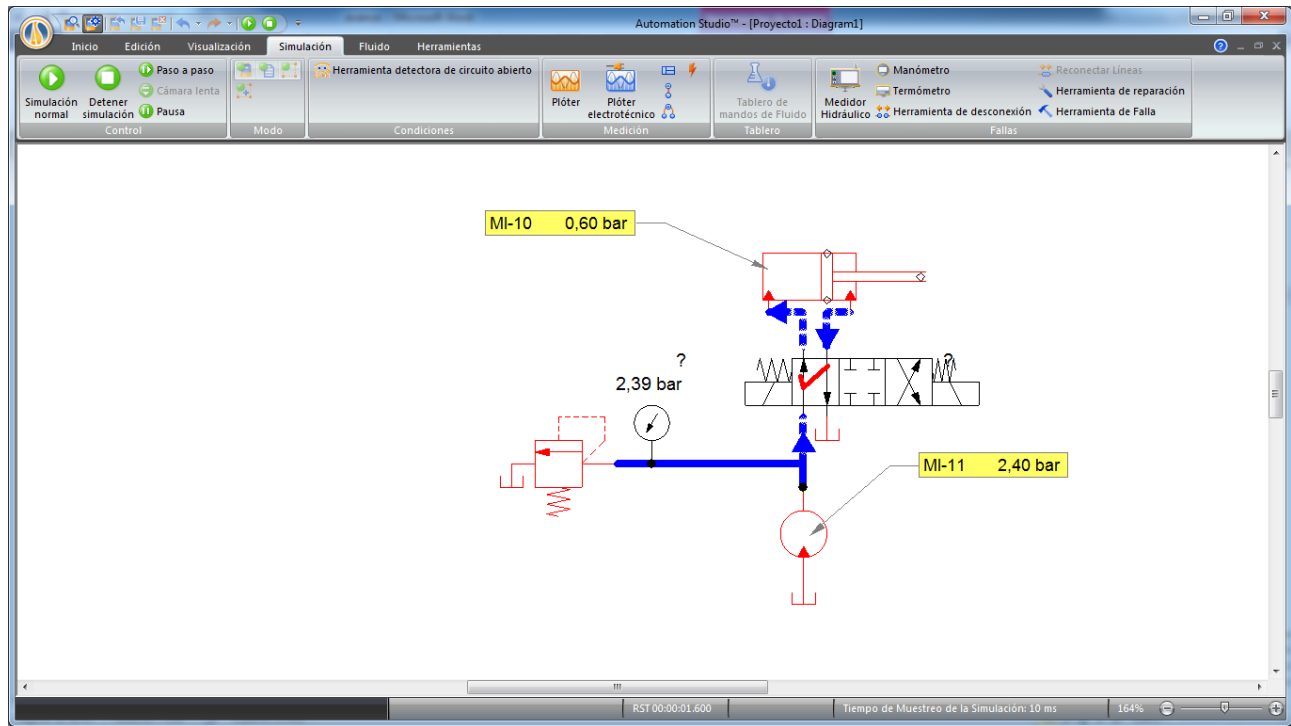 Automation Studio™ - [Proyecto1 : Diagram1]
Inicio Edición Visualización Simulación Fluido Herramientas
Simulación normal
Detener simulación
Paso a paso
Cámara lenta
Pausa
Control
Modo
Herramienta detectora de circuito abierto
Condiciones
Plóter
Plóter electrotécnico
Medición
Tablero de mandos de Fluido
Tablero
Medidor Hidráulico
Manómetro
Termómetro
Herramienta de desconexión
Reconectar Líneas
Herramienta de reparación
Herramienta de Falla
Fallas
MI-10 0,60 bar
?
?
2,39 bar
MI-11 2,40 bar
RST 00:00:01.600
Tiempo de Muestreo de la Simulación: 10 ms
164%